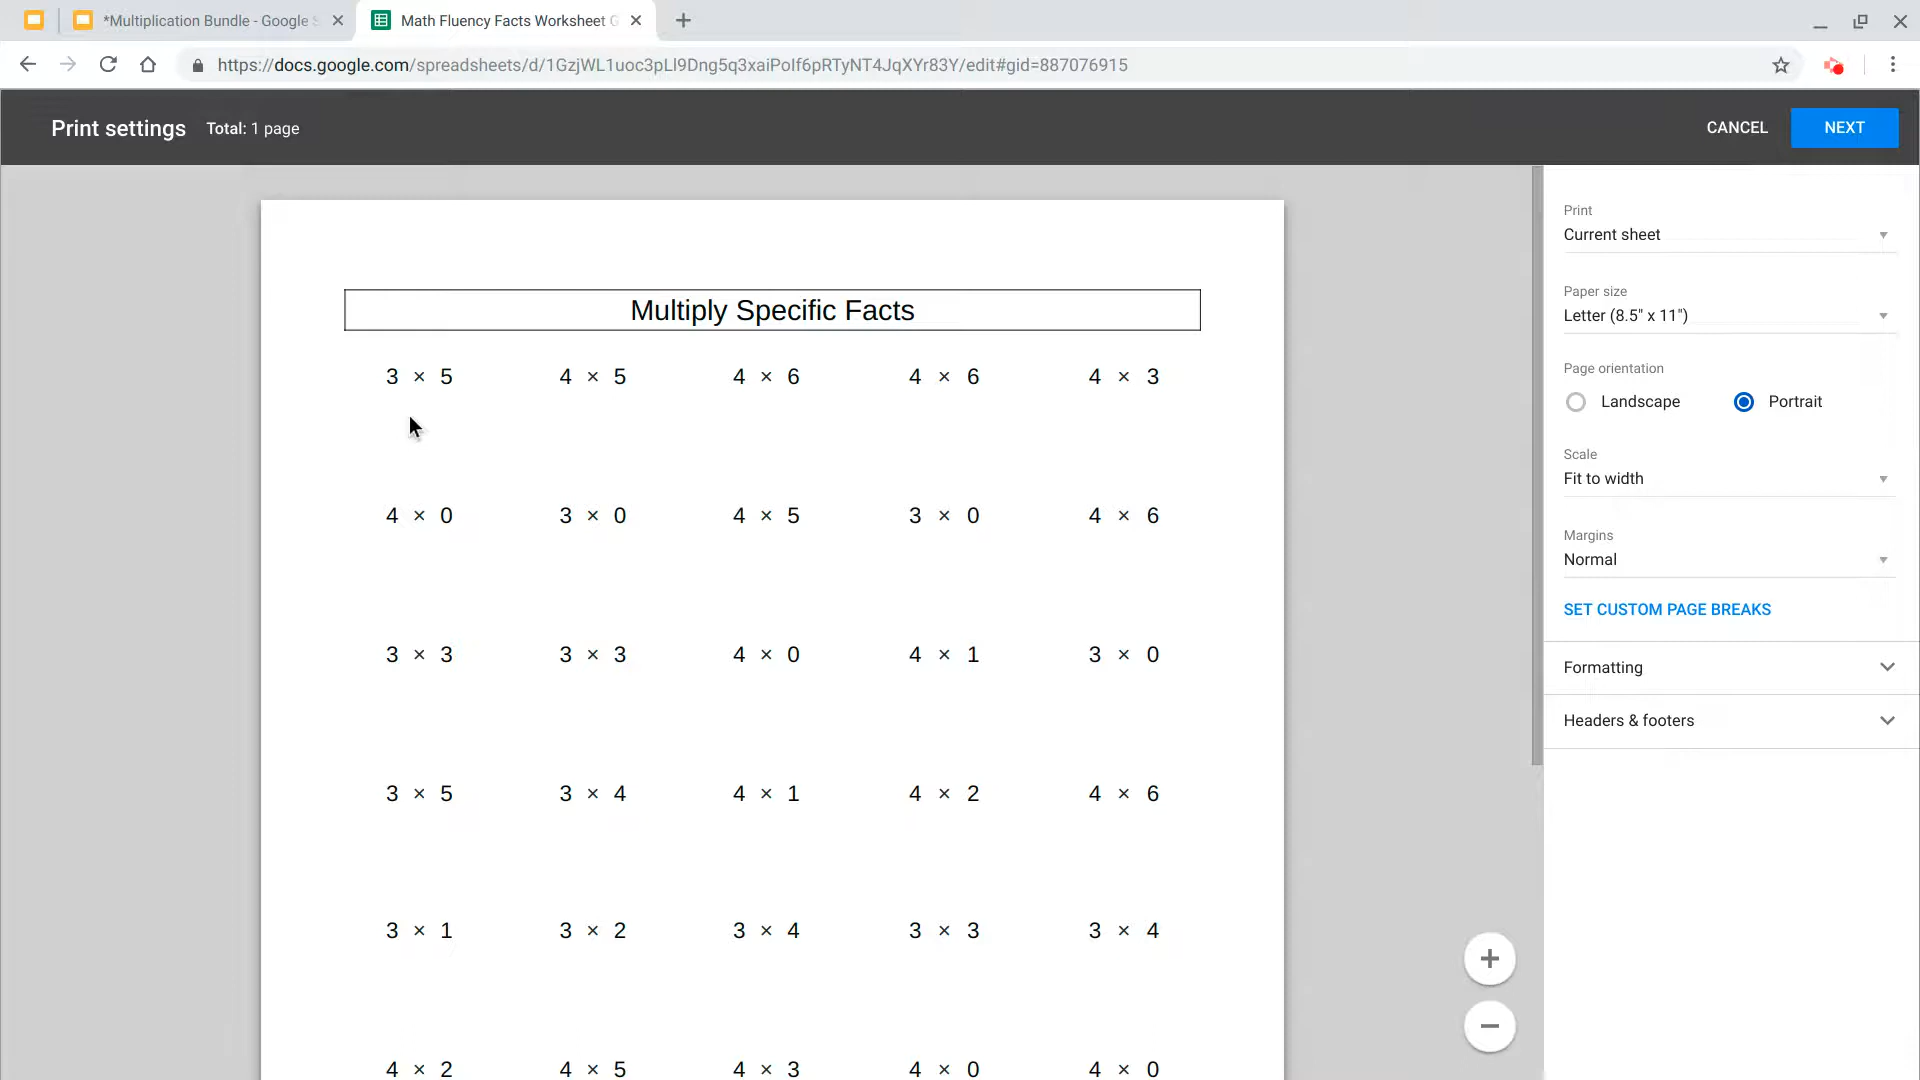 *Multiplication Bundle - Google
Math Fluency Facts Worksheet
https://docs.google.com/spreadsheets/d/1GzjWL1uoc3pLl9Dng5q3xaiPoIf6pRTyNT4JqXYr83Y/edit#gid=887076915
Print settings Total: 1 page CANCEL NEXT
Multiply Specific Facts
3 × 5 4 × 5 4 × 6 4 × 6 4 × 3
4 × 0 3 × 0 4 × 5 3 × 0 4 × 6
3 × 3 3 × 3 4 × 0 4 × 1 3 × 0
3 × 5 3 × 4 4 × 1 4 × 2 4 × 6
3 × 1 3 × 2 3 × 4 3 × 3 3 × 4
4 × 2 4 × 5 4 × 3 4 × 0 4 × 0
Print
Current sheet
Paper size
Letter (8.5" x 11")
Page orientation
Landscape Portrait
Scale
Fit to width
Margins
Normal
SET CUSTOM PAGE BREAKS
Formatting
Headers & footers